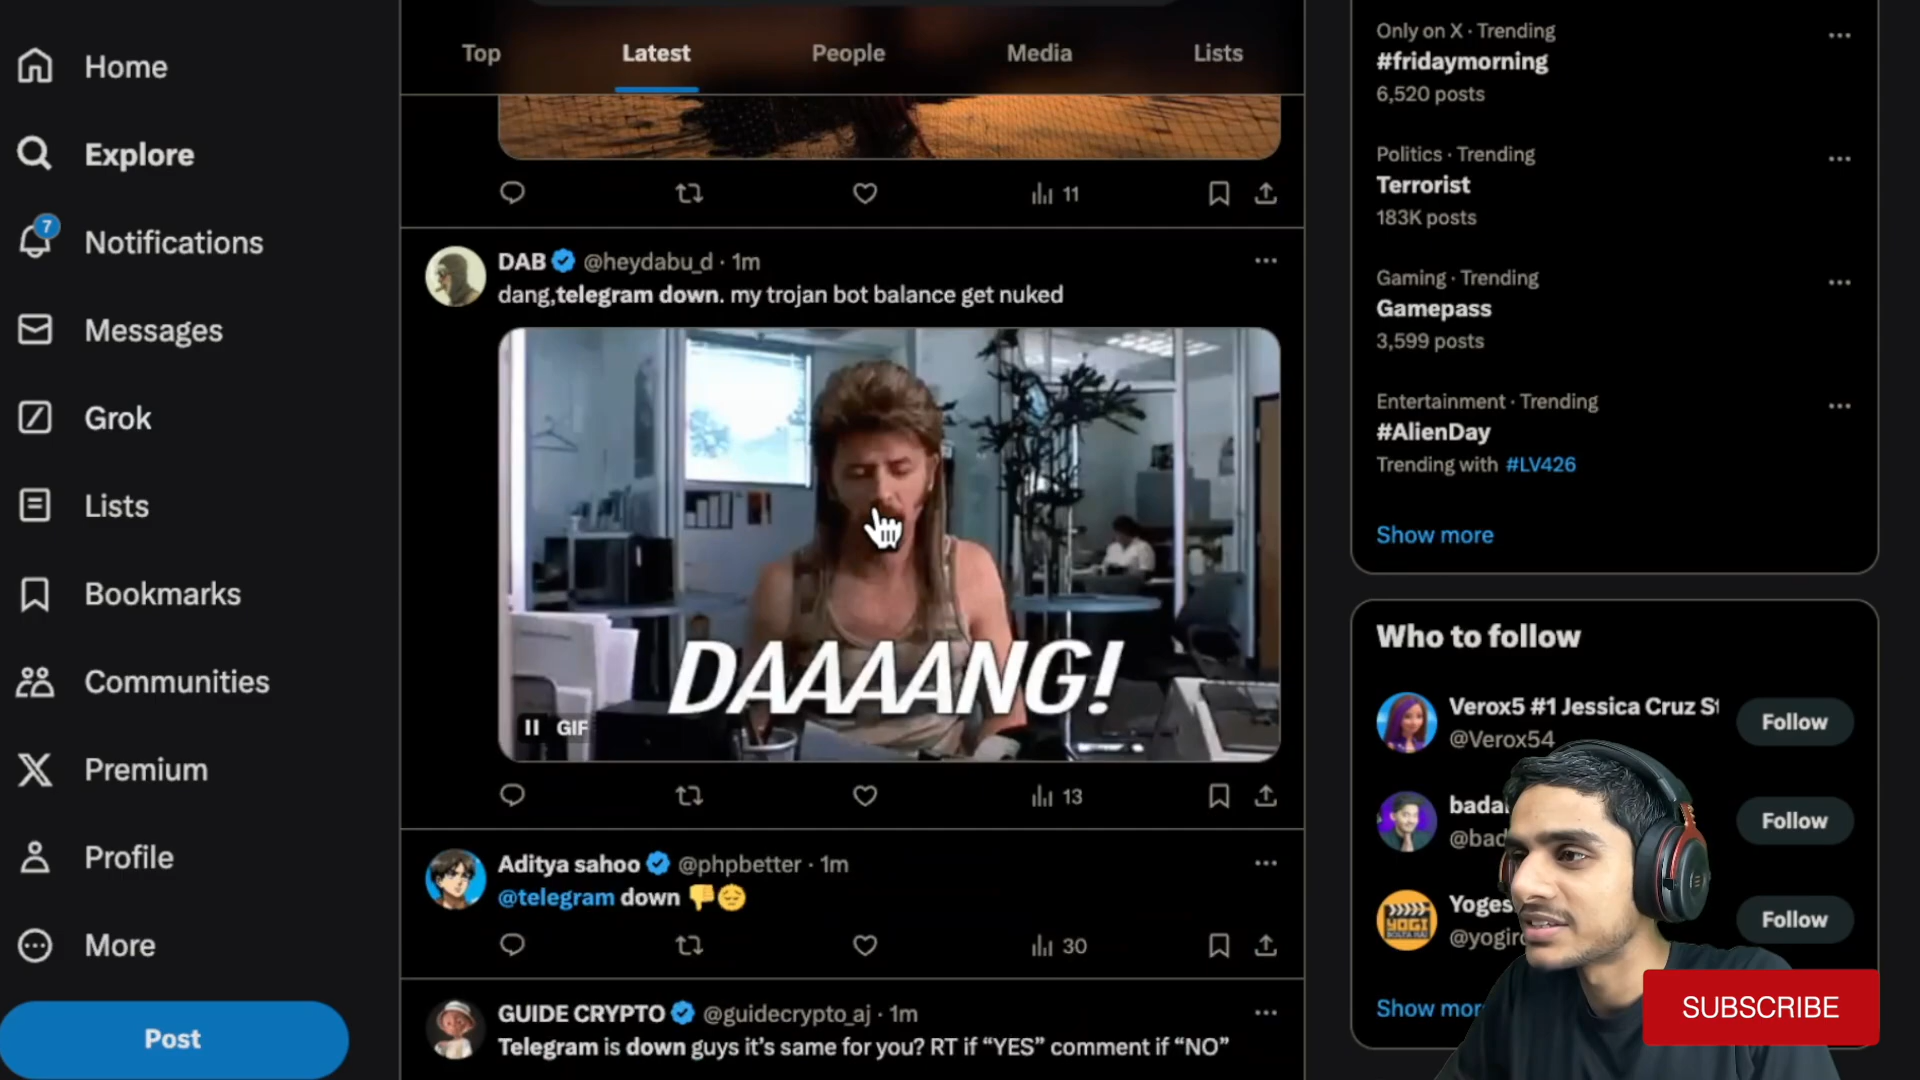 Home
Explore
7
Notifications
Messages
Grok
Lists
Bookmarks
Communities
Premium
Profile
More
Post
Top
Latest
People
Media
Lists
11
DAB @heydabu_d · 1m
dang,telegram down. my trojan bot balance get nuked
DAAAANG!
GIF
13
Aditya sahoo @phpbetter · 1m
@telegram down 👎😔
30
GUIDE CRYPTO @guidecrypto_aj · 1m
Telegram is down guys it’s same for you? RT if “YES” comment if “NO”
Only on X · Trending
#fridaymorning
6,520 posts
Politics · Trending
Terrorist
183K posts
Gaming · Trending
Gamepass
3,599 posts
Entertainment · Trending
#AlienDay
Trending with #LV426
Show more
Who to follow
Verox5 #1 Jessica Cruz
@Verox54
Follow
Follow
YOGI
Follow
Show
SUBSCRIBE